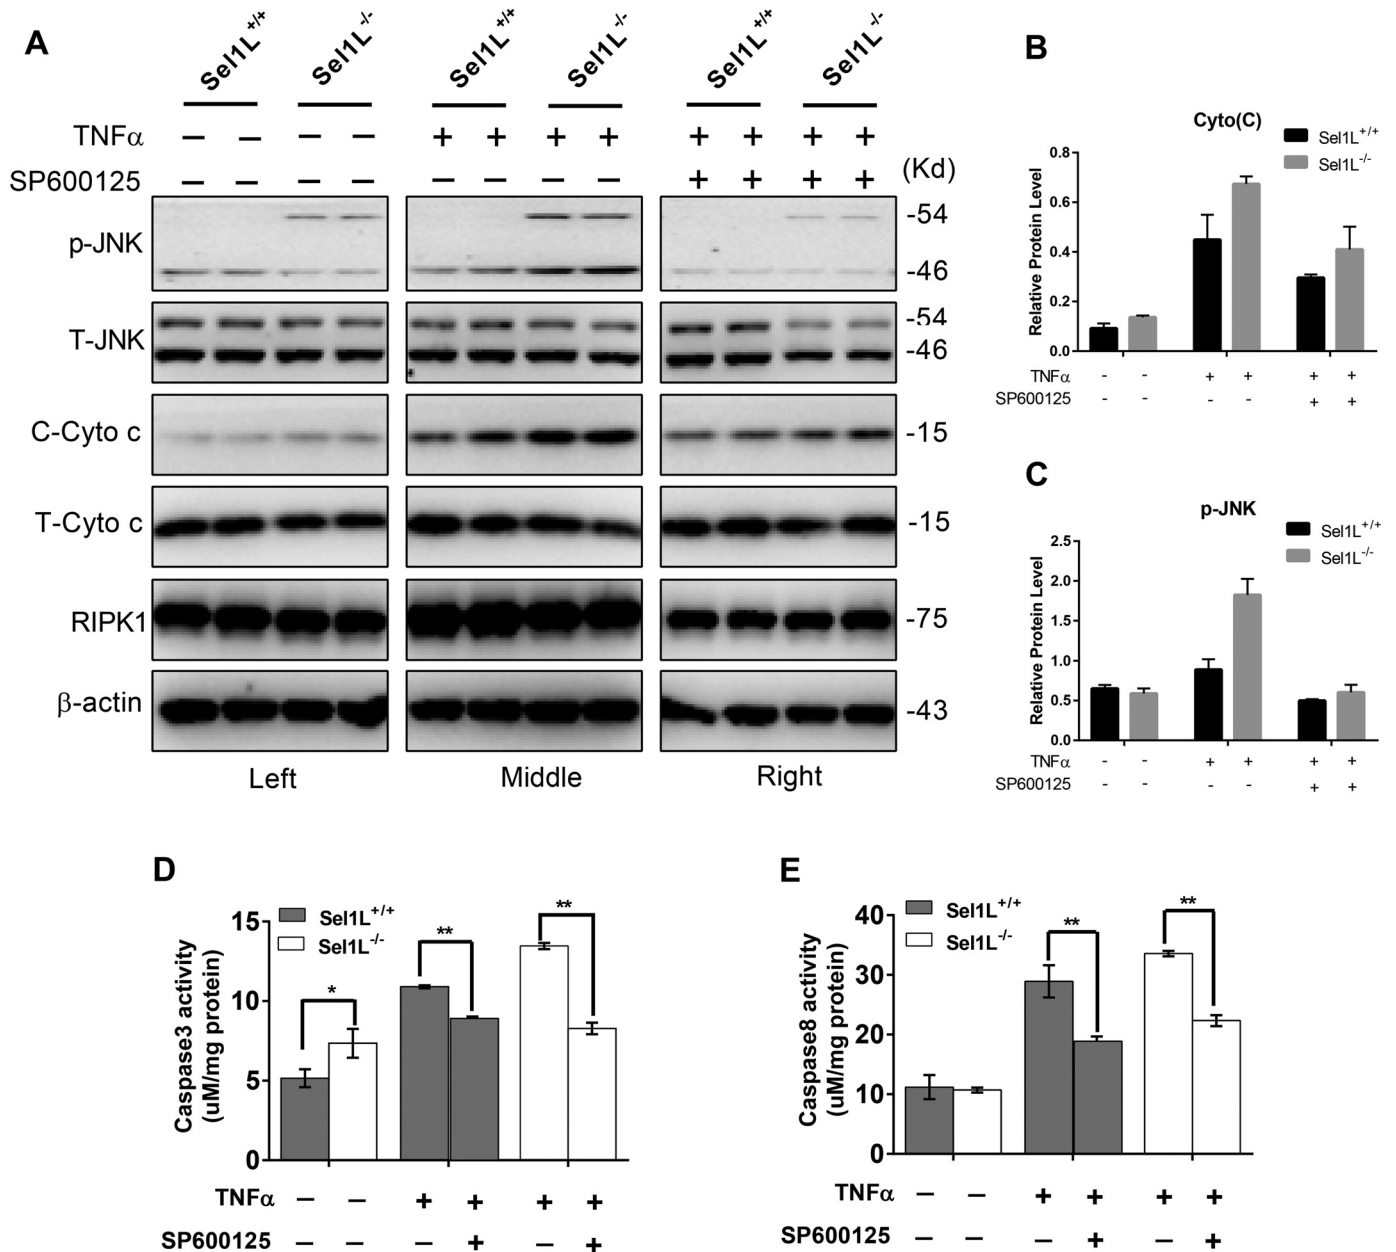 A
Sel1L+/+ Sel1L-/- Sel1L+/+ Sel1L-/- Sel1L+/+ Sel1L-/-
TNFα – – – – + + + + + + + +
SP600125 – – – – – – – – + + + + (Kd)
p-JNK -54
-46
T-JNK -54
-46
C-Cyto c -15
T-Cyto c -15
RIPK1 -75
β-actin -43
Left Middle Right
B
Cyto(C)
Sel1L+/+
Sel1L-/-
Relative Protein Level
0.8
0.6
0.4
0.2
0.0
TNFα - - + + + +
SP600125 - - - - + +
C
p-JNK
Sel1L+/+
Sel1L-/-
Relative Protein Level
2.5
2.0
1.5
1.0
0.5
0.0
TNFα - - + + + +
SP600125 - - - - + +
D
Sel1L+/+
Sel1L-/-
Caspase3 activity
(uM/mg protein)
15
10
5
0
* ** **
TNFα – – + + + +
SP600125 – – – + – +
E
Sel1L+/+
Sel1L-/-
Caspase8 activity
(uM/mg protein)
40
30
20
10
0
** **
TNFα – – + + + +
SP600125 – – – + – +